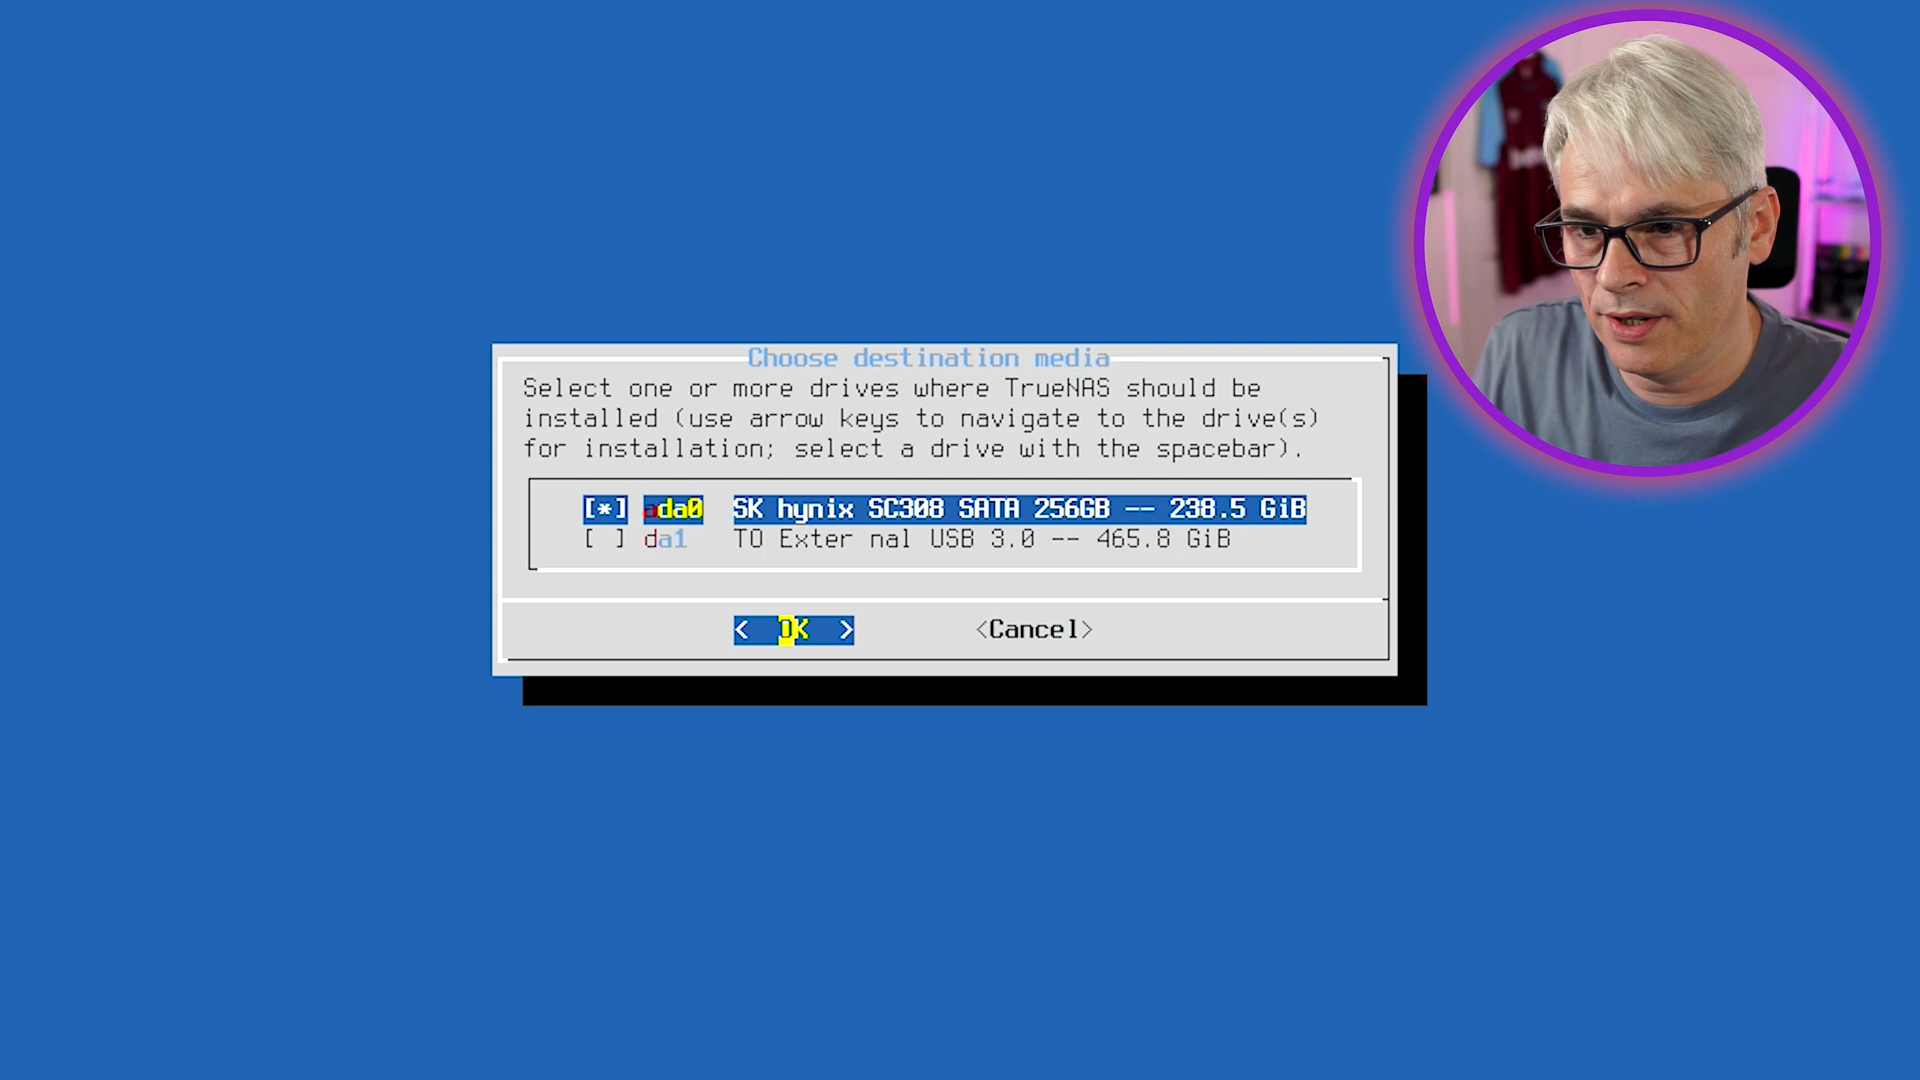 Choose destination media
Select one or more drives where TrueNAS should be
installed (use arrow keys to navigate to the drive(s)
for installation; select a drive with the spacebar).
[*] ada0 SK hynix SC308 SATA 256GB -- 238.5 GiB
[ ] da1 TO Exter nal USB 3.0 -- 465.8 GiB
< OK > <Cancel>